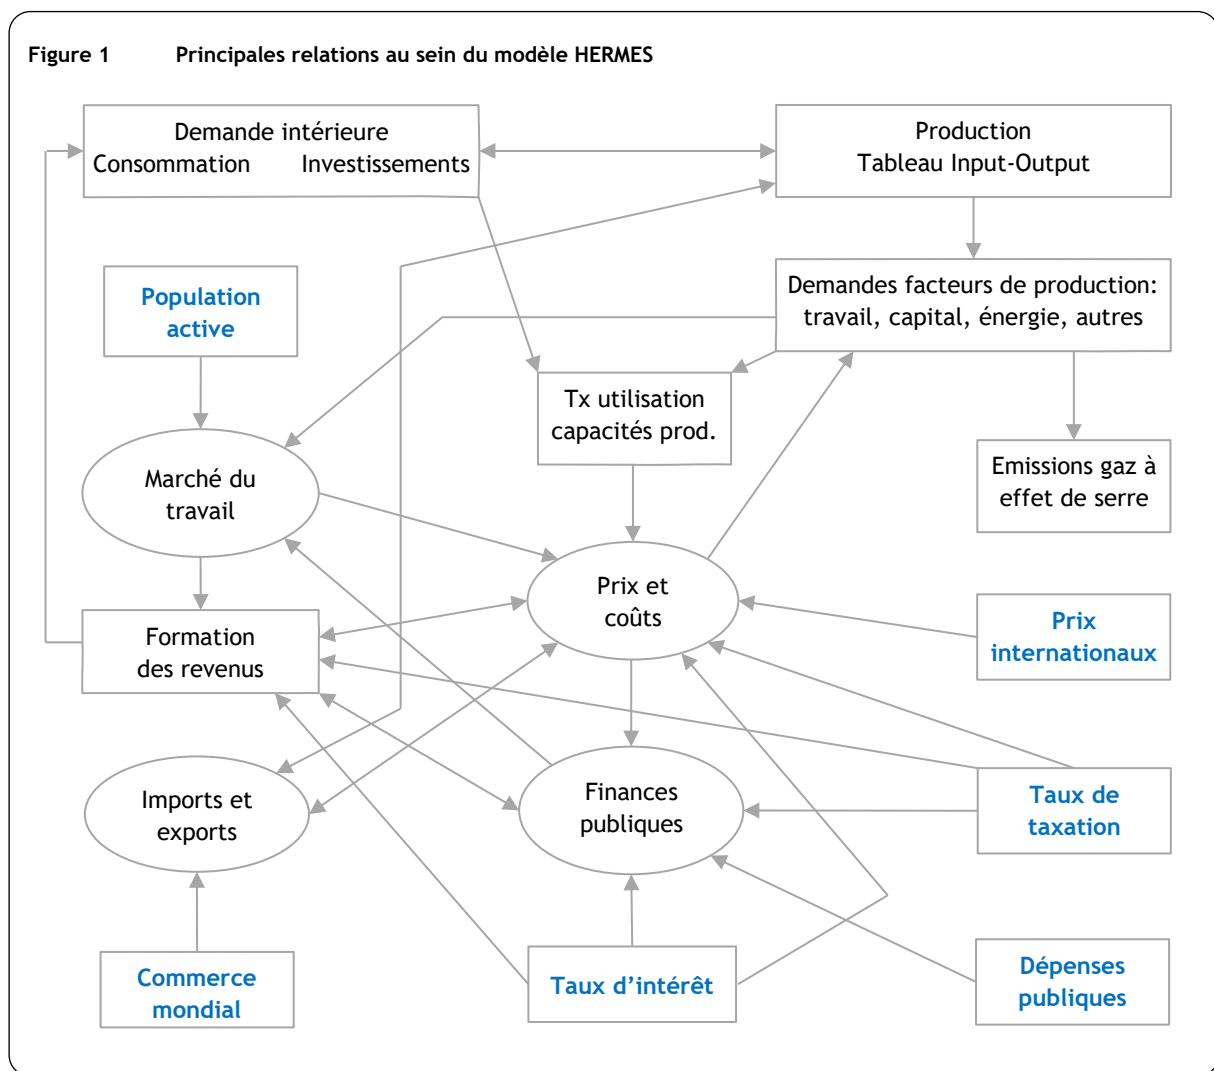 Figure 1 Principales relations au sein du modèle HERMES
Demande intérieure
Consommation Investissements
Production
Tableau Input-Output
Population
active
Demandes facteurs de production:
travail, capital, énergie, autres
Tx utilisation
capacités prod.
Marché du
travail
Emissions gaz à
effet de serre
Prix et
coûts
Formation
des revenus
Prix
internationaux
Imports et
exports
Finances
publiques
Taux de
taxation
Commerce
mondial
Taux d’intérêt
Dépenses
publiques